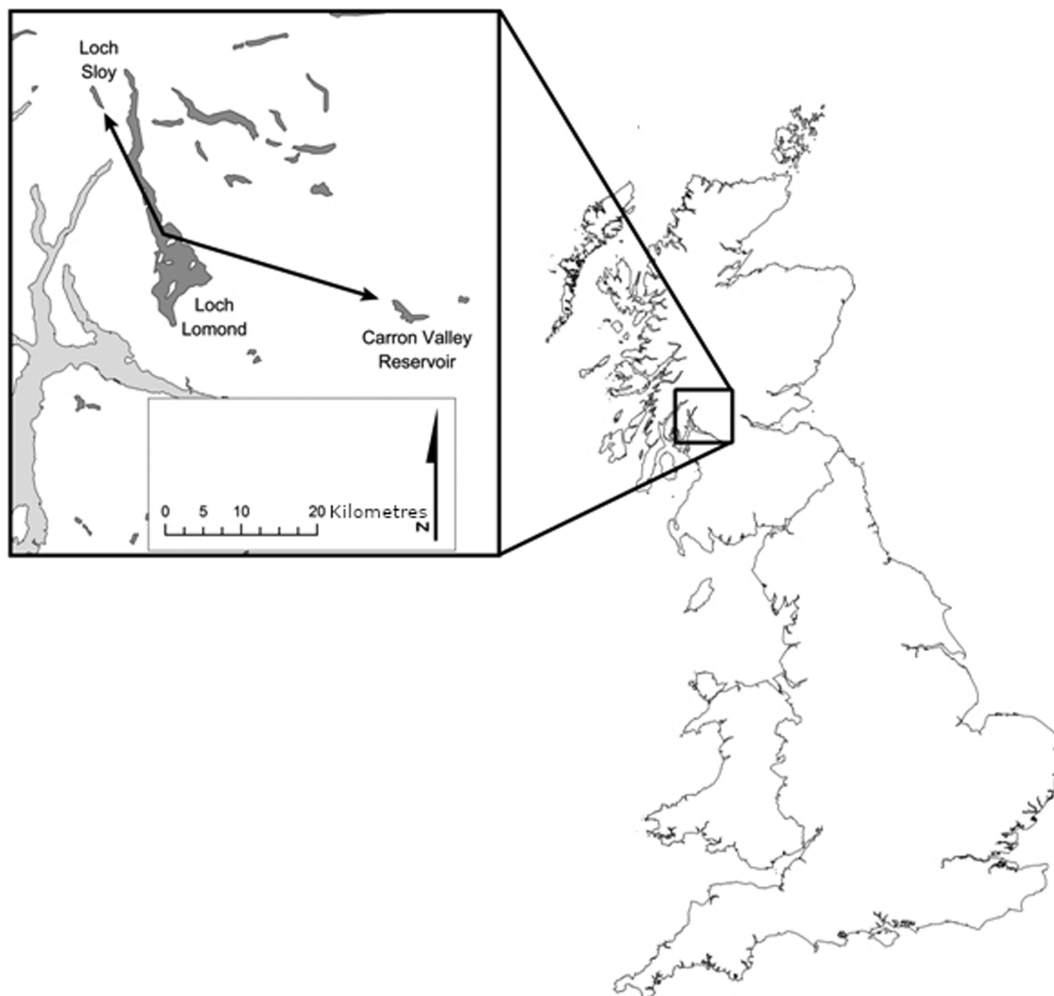 Loch
Sloy
Loch
Lomond
Carron Valley
Reservoir
0 5 10 20 Kilometres
N